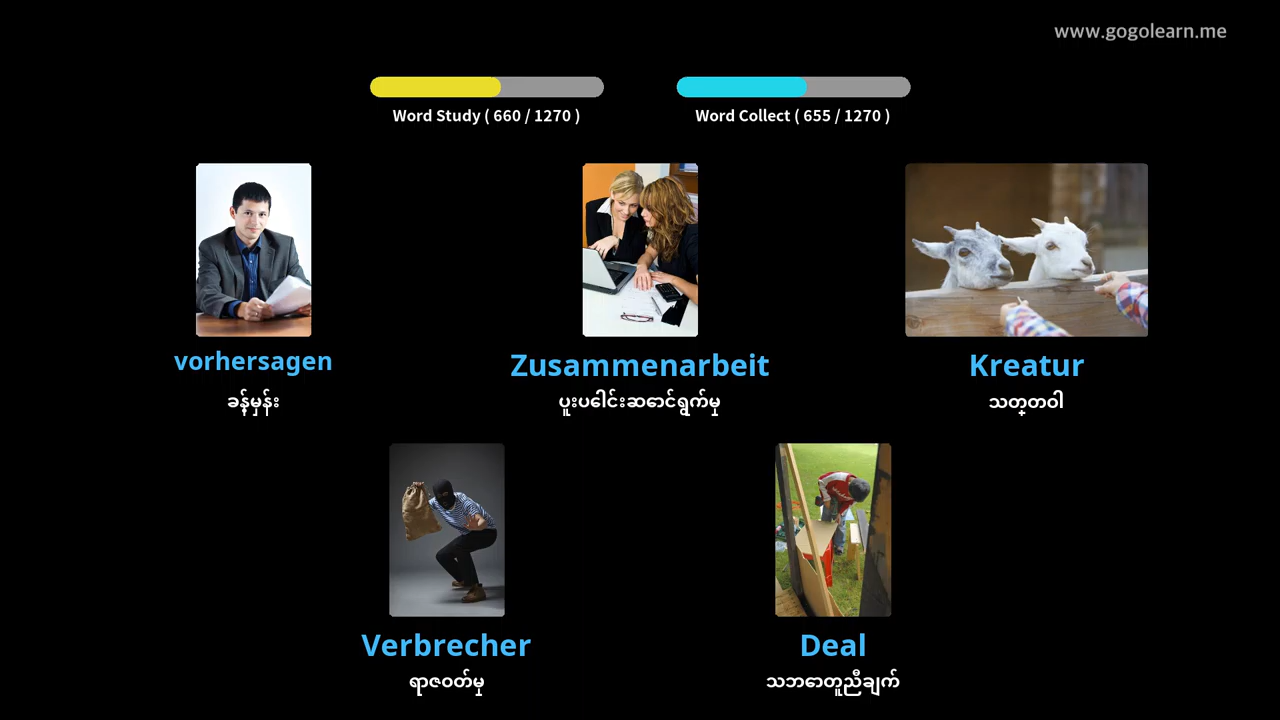 www.gogolearn.me
Word Study ( 660 / 1270 )
Word Collect ( 655 / 1270 )
vorhersagen
ခန့်မှန်း
Zusammenarbeit
ပူးပေါင်းဆောင်ရွက်မှု
Kreatur
သတ္တဝါ
Verbrecher
ရာဇဝတ်မှု
Deal
သဘောတူညီချက်